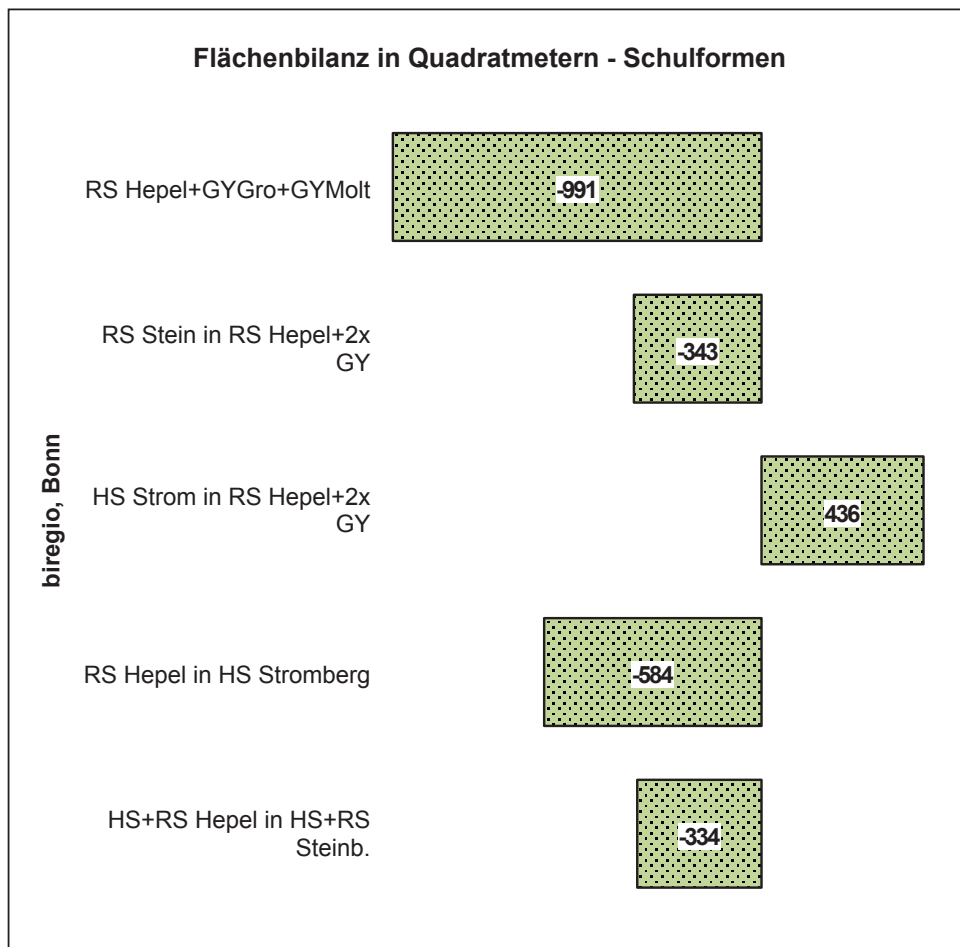 Flächenbilanz in Quadratmetern - Schulformen
RS Hepel+GYGro+GYMolt
-991
RS Stein in RS Hepel+2x
GY
-343
HS Strom in RS Hepel+2x
GY
436
RS Hepel in HS Stromberg
-584
HS+RS Hepel in HS+RS
Steinb.
-334
biregio, Bonn